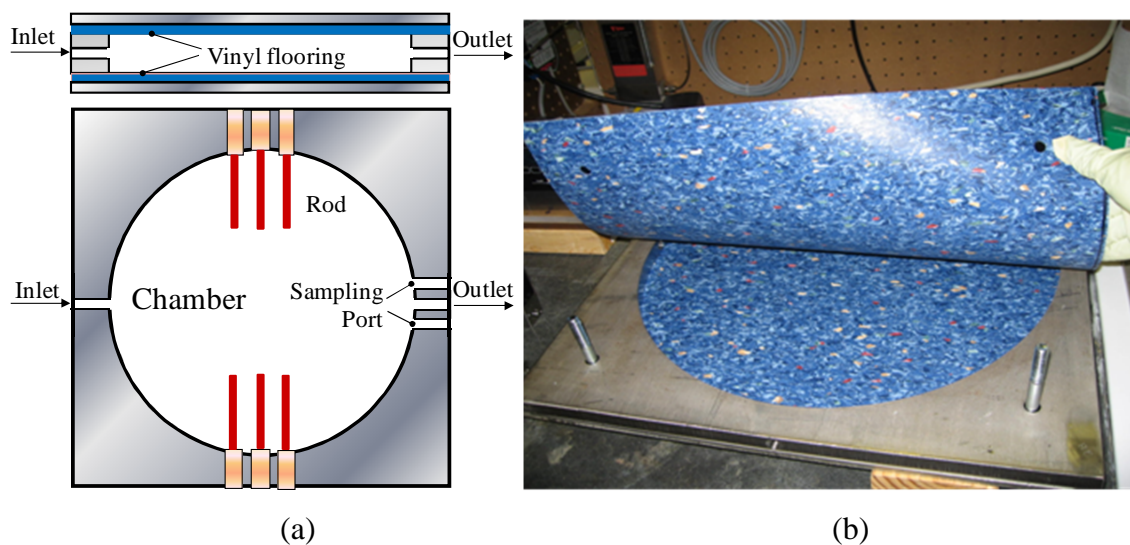 Inlet
Vinyl flooring
Outlet
Rod
Inlet
Chamber
Sampling
Port
Outlet
(a)
(b)